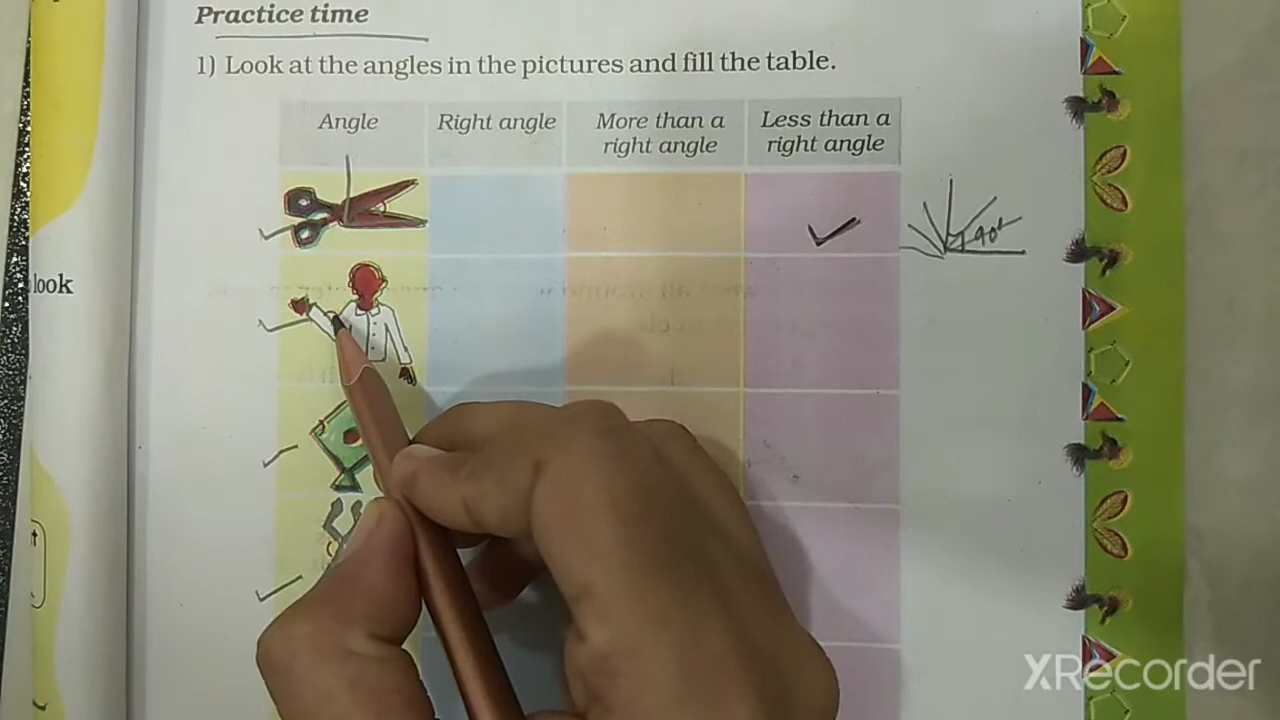 Practice time
1) Look at the angles in the pictures and fill the table.
Angle
Right angle
More than a
right angle
Less than a
right angle
90°
look
XRecorder